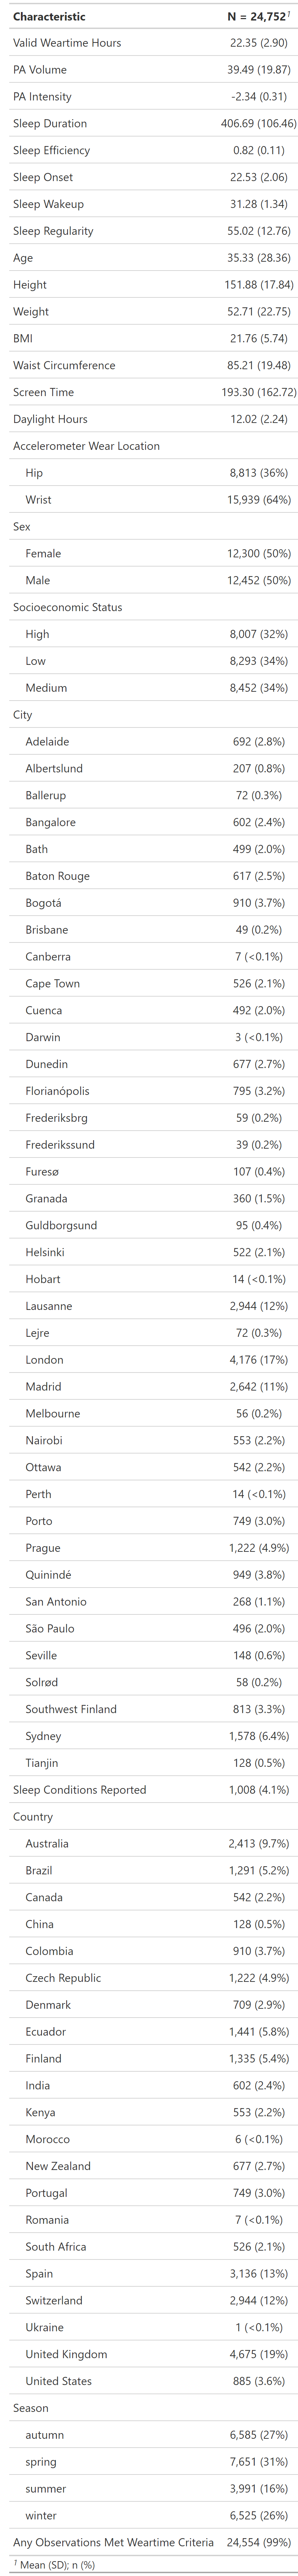 Characteristic N = 24,752¹
Valid Weartime Hours 22.35 (2.90)
PA Volume 39.49 (19.87)
PA Intensity -2.34 (0.31)
Sleep Duration 406.69 (106.46)
Sleep Efficiency 0.82 (0.11)
Sleep Onset 22.53 (2.06)
Sleep Wakeup 31.28 (1.34)
Sleep Regularity 55.02 (12.76)
Age 35.33 (28.36)
Height 151.88 (17.84)
Weight 52.71 (22.75)
BMI 21.76 (5.74)
Waist Circumference 85.21 (19.48)
Screen Time 193.30 (162.72)
Daylight Hours 12.02 (2.24)
Accelerometer Wear Location
Hip 8,813 (36%)
Wrist 15,939 (64%)
Sex
Female 12,300 (50%)
Male 12,452 (50%)
Socioeconomic Status
High 8,007 (32%)
Low 8,293 (34%)
Medium 8,452 (34%)
City
Adelaide 692 (2.8%)
Albertslund 207 (0.8%)
Ballerup 72 (0.3%)
Bangalore 602 (2.4%)
Bath 499 (2.0%)
Baton Rouge 617 (2.5%)
Bogotá 910 (3.7%)
Brisbane 49 (0.2%)
Canberra 7 (<0.1%)
Cape Town 526 (2.1%)
Cuenca 492 (2.0%)
Darwin 3 (<0.1%)
Dunedin 677 (2.7%)
Florianópolis 795 (3.2%)
Frederiksbrg 59 (0.2%)
Frederikssund 39 (0.2%)
Furesø 107 (0.4%)
Granada 360 (1.5%)
Guldborgsund 95 (0.4%)
Helsinki 522 (2.1%)
Hobart 14 (<0.1%)
Lausanne 2,944 (12%)
Lejre 72 (0.3%)
London 4,176 (17%)
Madrid 2,642 (11%)
Melbourne 56 (0.2%)
Nairobi 553 (2.2%)
Ottawa 542 (2.2%)
Perth 14 (<0.1%)
Porto 749 (3.0%)
Prague 1,222 (4.9%)
Quinindé 949 (3.8%)
San Antonio 268 (1.1%)
São Paulo 496 (2.0%)
Seville 148 (0.6%)
Solrød 58 (0.2%)
Southwest Finland 813 (3.3%)
Sydney 1,578 (6.4%)
Tianjin 128 (0.5%)
Sleep Conditions Reported 1,008 (4.1%)
Country
Australia 2,413 (9.7%)
Brazil 1,291 (5.2%)
Canada 542 (2.2%)
China 128 (0.5%)
Colombia 910 (3.7%)
Czech Republic 1,222 (4.9%)
Denmark 709 (2.9%)
Ecuador 1,441 (5.8%)
Finland 1,335 (5.4%)
India 602 (2.4%)
Kenya 553 (2.2%)
Morocco 6 (<0.1%)
New Zealand 677 (2.7%)
Portugal 749 (3.0%)
Romania 7 (<0.1%)
South Africa 526 (2.1%)
Spain 3,136 (13%)
Switzerland 2,944 (12%)
Ukraine 1 (<0.1%)
United Kingdom 4,675 (19%)
United States 885 (3.6%)
Season
autumn 6,585 (27%)
spring 7,651 (31%)
summer 3,991 (16%)
winter 6,525 (26%)
Any Observations Met Weartime Criteria 24,554 (99%)
¹ Mean (SD); n (%)